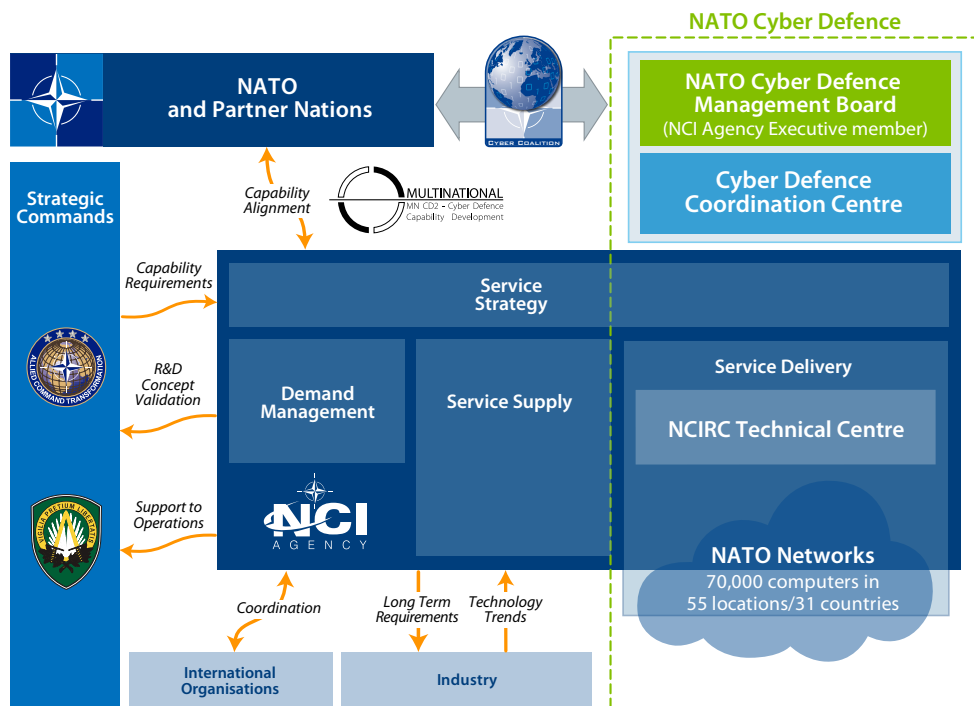 NATO Cyber Defence
NATO
and Partner Nations
CYBER COALITION
NATO Cyber Defence
Management Board
(NCI Agency Executive member)
Cyber Defence
Coordination Centre
Strategic
Commands
Capability
Alignment
MULTINATIONAL
MN CD2 - Cyber Defence
Capability Development
Capability
Requirements
Service
Strategy
ALLIED COMMAND TRANSFORMATION
R&D
Concept
Validation
Demand
Management
Service Supply
Service Delivery
NCIRC Technical Centre
VIGILIA PRETIUM LIBERTATIS
Support to
Operations
NCI
AGENCY
NATO Networks
70,000 computers in
55 locations/31 countries
Coordination
Long Term
Requirements
Technology
Trends
International
Organisations
Industry